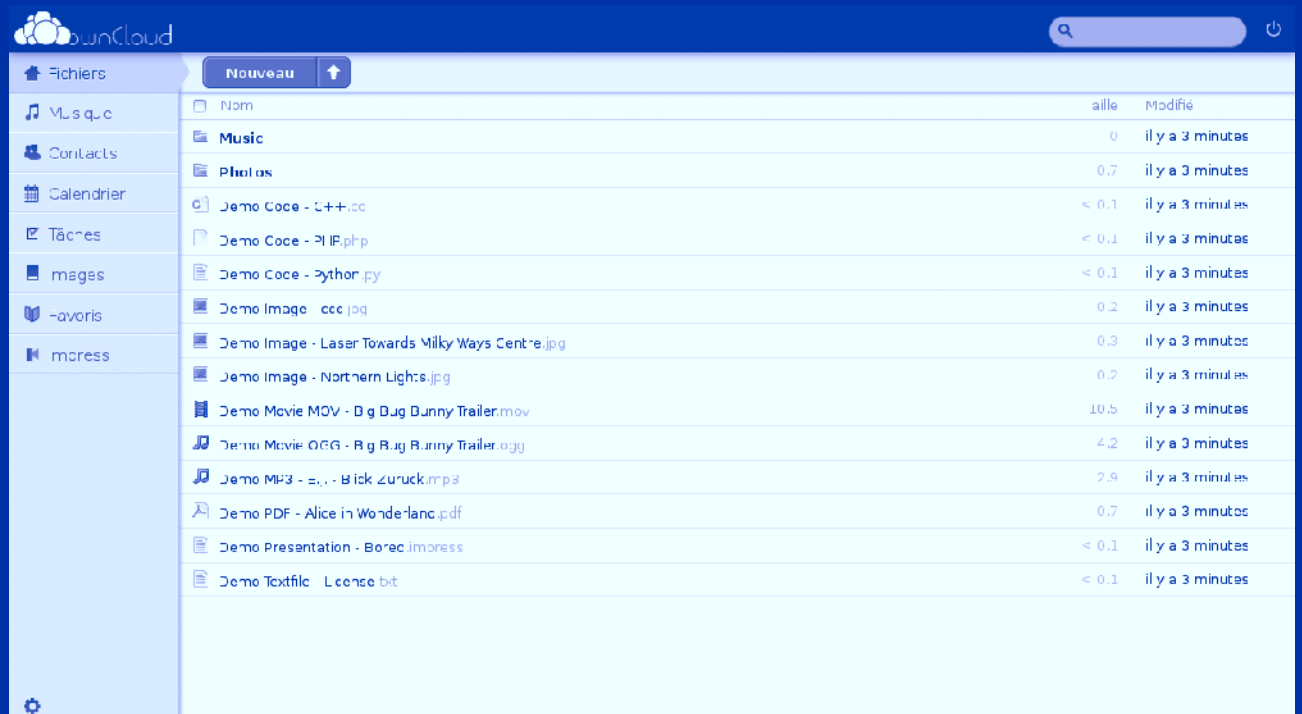 ownCloud
Fichiers
Musique
Contacts
Calendrier
Tâches
Images
Favoris
Impress
Nouveau
Nom Taille Modifié
Music 0 il y a 3 minutes
Photos 0.7 il y a 3 minutes
Demo Code - C++.cc < 0.1 il y a 3 minutes
Demo Code - PHP.php < 0.1 il y a 3 minutes
Demo Code - Python.py < 0.1 il y a 3 minutes
Demo Image - ccc.jpg 0.2 il y a 3 minutes
Demo Image - Laser Towards Milky Ways Centre.jpg 0.3 il y a 3 minutes
Demo Image - Northern Lights.jpg 0.2 il y a 3 minutes
Demo Movie MOV - Big Bug Bunny Trailer.mov 10.5 il y a 3 minutes
Demo Movie OGG - Big Bug Bunny Trailer.ogg 4.2 il y a 3 minutes
Demo MP3 - - Blick Zuruck.mp3 2.9 il y a 3 minutes
Demo PDF - Alice in Wonderland.pdf 0.7 il y a 3 minutes
Demo Presentation - .impress < 0.1 il y a 3 minutes
Demo Textfile - License.txt < 0.1 il y a 3 minutes